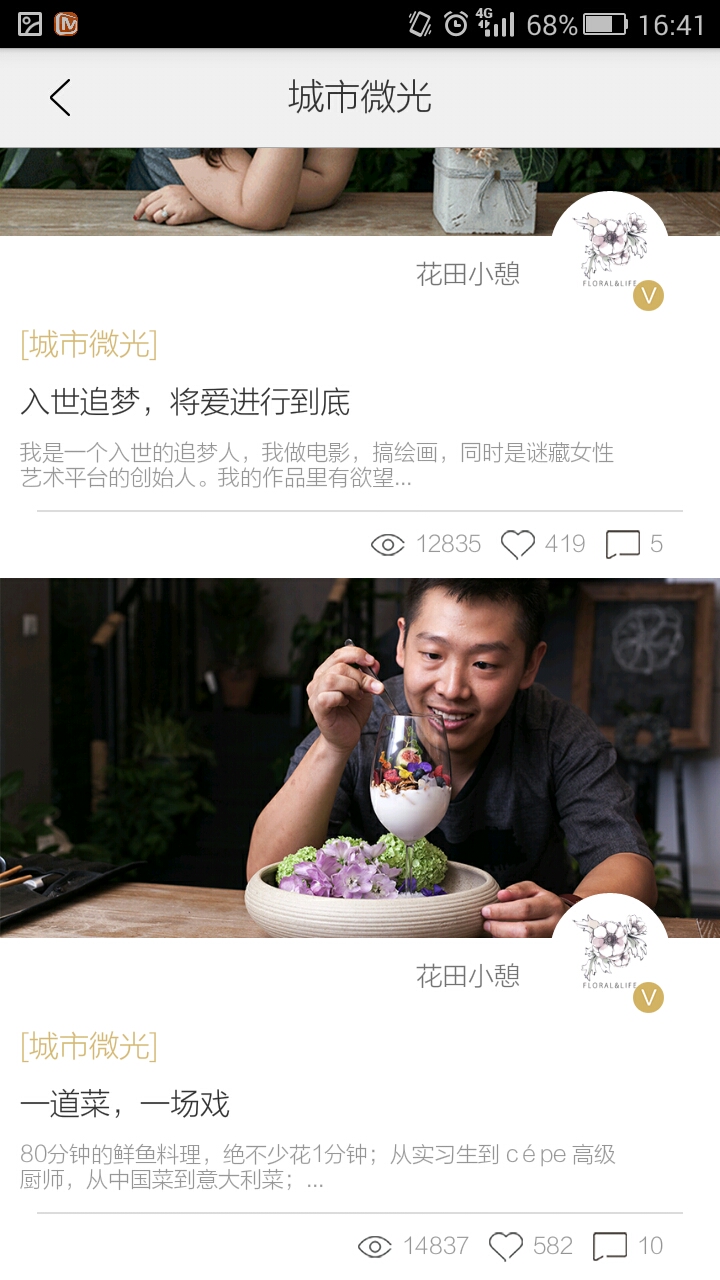 4G 68% 16:41
城市微光
花田小憩
FLORAL&LIFE
V
[城市微光]
入世追梦，将爱进行到底
我是一个入世的追梦人，我做电影，搞绘画，同时是谜藏女性
艺术平台的创始人。我的作品里有欲望...
12835 419 5
花田小憩
FLORAL&LIFE
V
[城市微光]
一道菜，一场戏
80分钟的鲜鱼料理，绝不少花1分钟；从实习生到 cépe 高级
厨师，从中国菜到意大利菜；...
14837 582 10